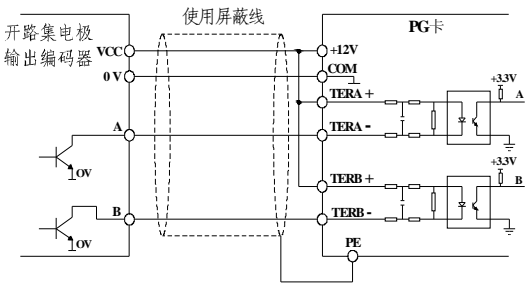 使用屏蔽线
开路集电极
输出编码器
PG卡
VCC
+12V
0 V
COM
+3.3V
TERA +
A
A
TERA -
OV
+3.3V
TERB +
B
B
TERB -
OV
PE